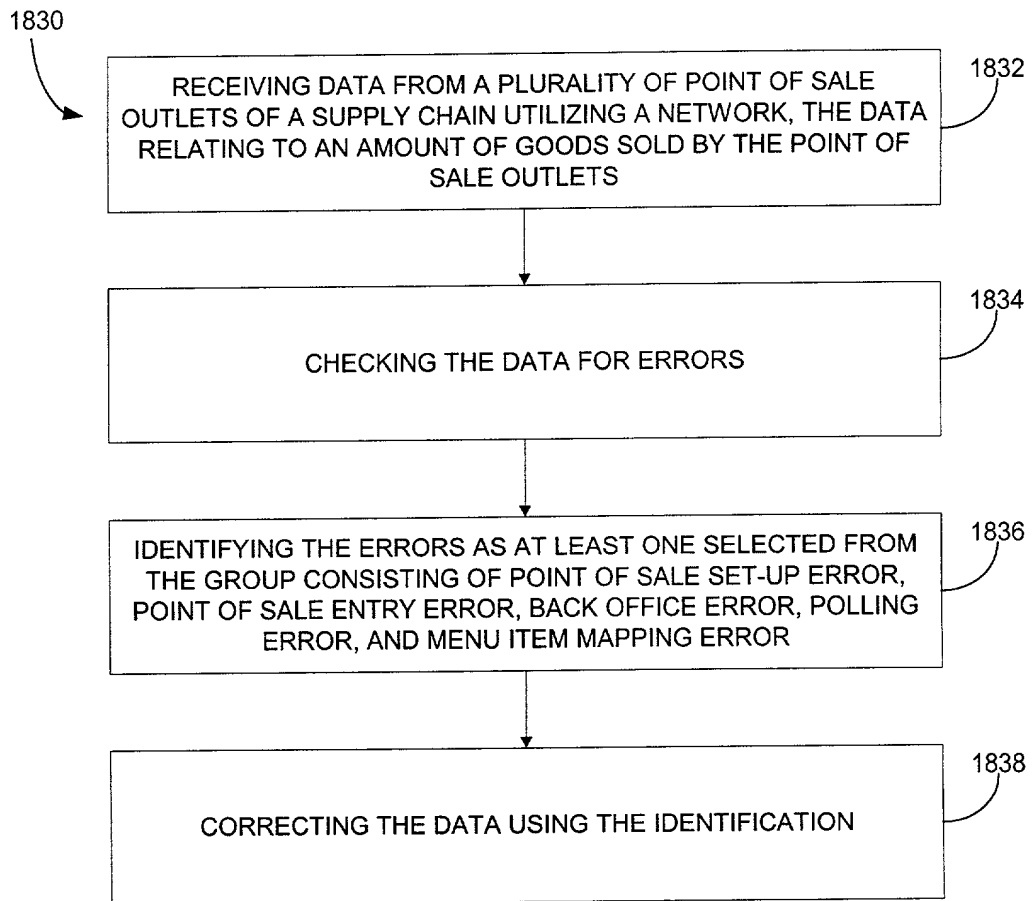 1830
RECEIVING DATA FROM A PLURALITY OF POINT OF SALE
OUTLETS OF A SUPPLY CHAIN UTILIZING A NETWORK, THE DATA
RELATING TO AN AMOUNT OF GOODS SOLD BY THE POINT OF
SALE OUTLETS
1832
CHECKING THE DATA FOR ERRORS
1834
IDENTIFYING THE ERRORS AS AT LEAST ONE SELECTED FROM
THE GROUP CONSISTING OF POINT OF SALE SET-UP ERROR,
POINT OF SALE ENTRY ERROR, BACK OFFICE ERROR, POLLING
ERROR, AND MENU ITEM MAPPING ERROR
1836
CORRECTING THE DATA USING THE IDENTIFICATION
1838